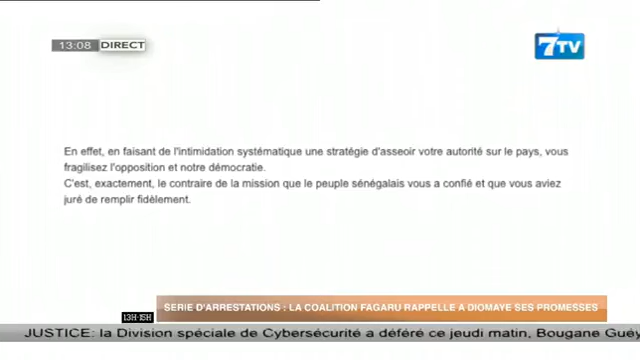 13:08 DIRECT
7TV
En effet, en faisant de l'intimidation systématique une stratégie d'asseoir votre autorité sur le pays, vous
fragilisez l'opposition et notre démocratie.
C'est, exactement, le contraire de la mission que le peuple sénégalais vous a confié et que vous aviez
juré de remplir fidèlement.
SERIE D'ARRESTATIONS : LA COALITION FAGARU RAPPELLE A DIOMAYE SES PROMESSES
13H-15H
JUSTICE: la Division spéciale de Cybersécurité a déféré ce jeudi matin, Bougane Guéy